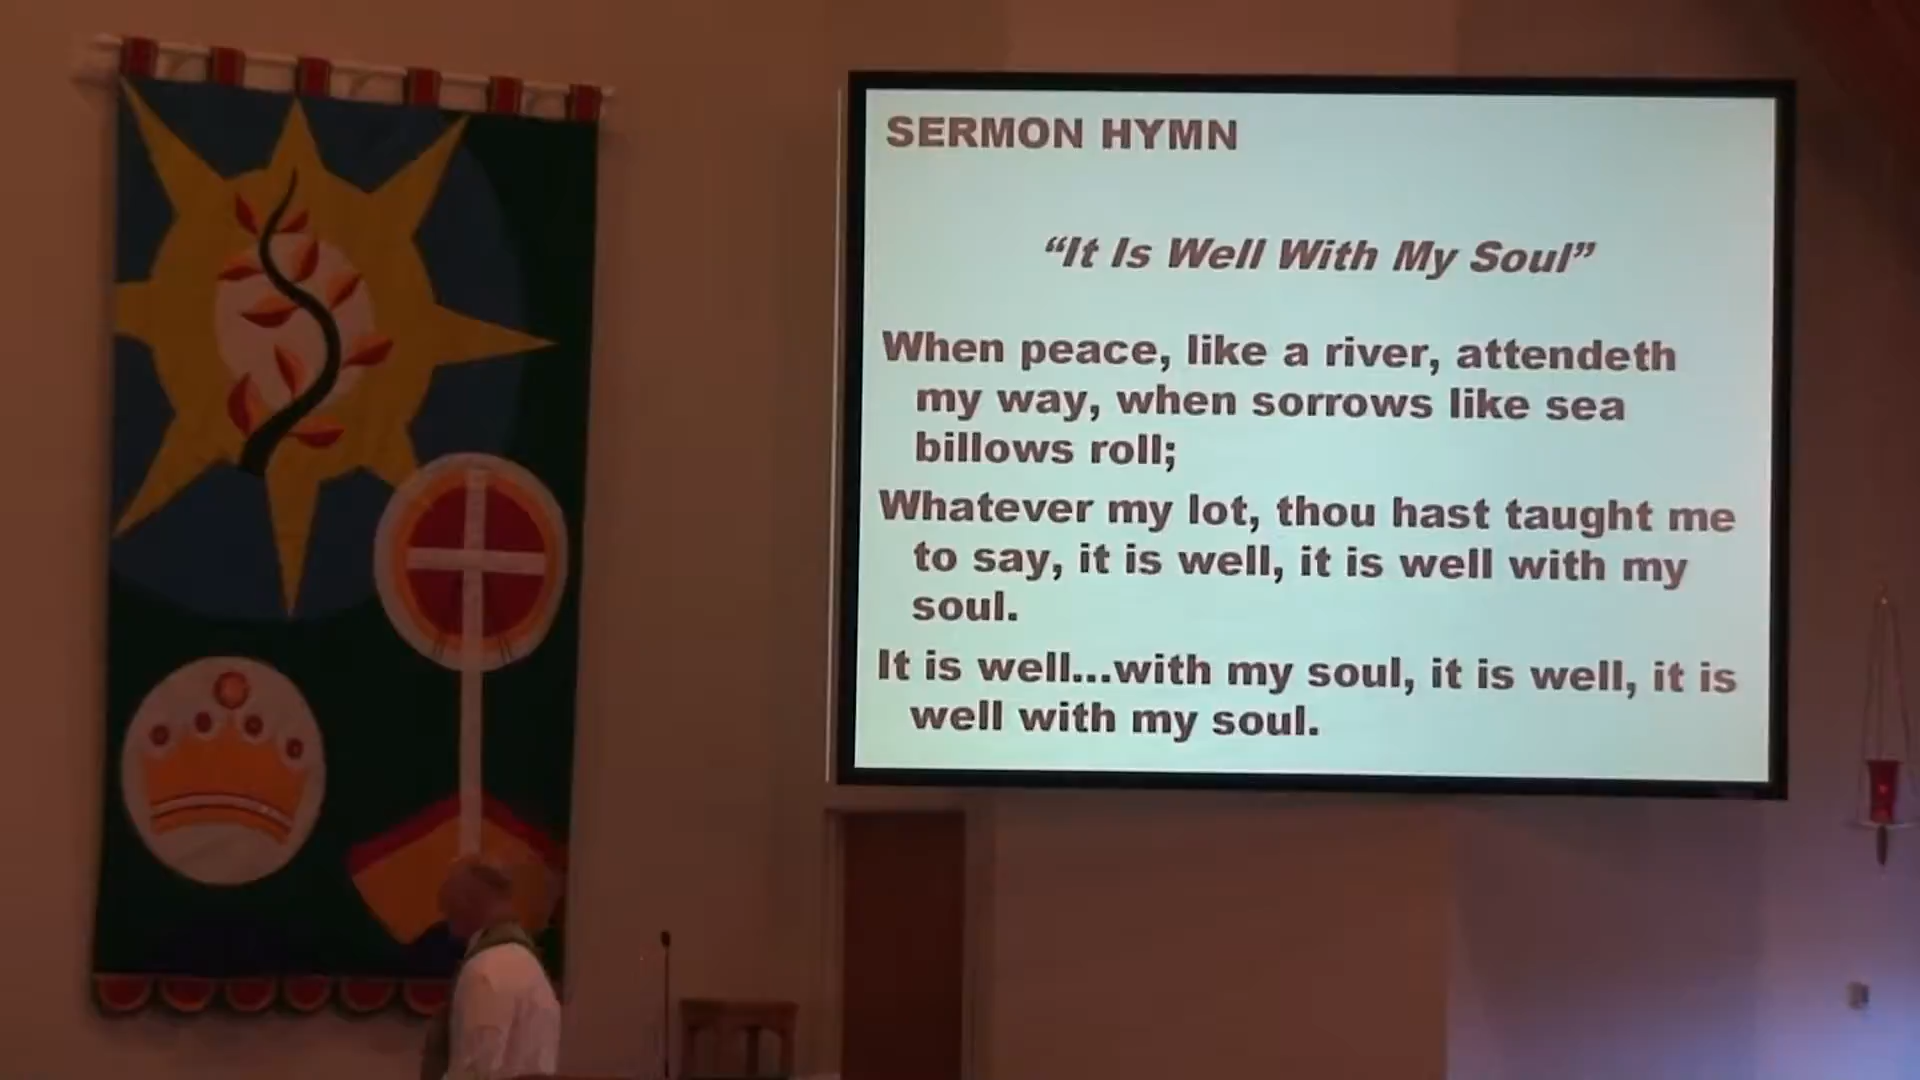 SERMON HYMN
“It Is Well With My Soul”
When peace, like a river, attendeth
my way, when sorrows like sea
billows roll;
Whatever my lot, thou hast taught me
to say, it is well, it is well with my
soul.
It is well...with my soul, it is well, it is
well with my soul.